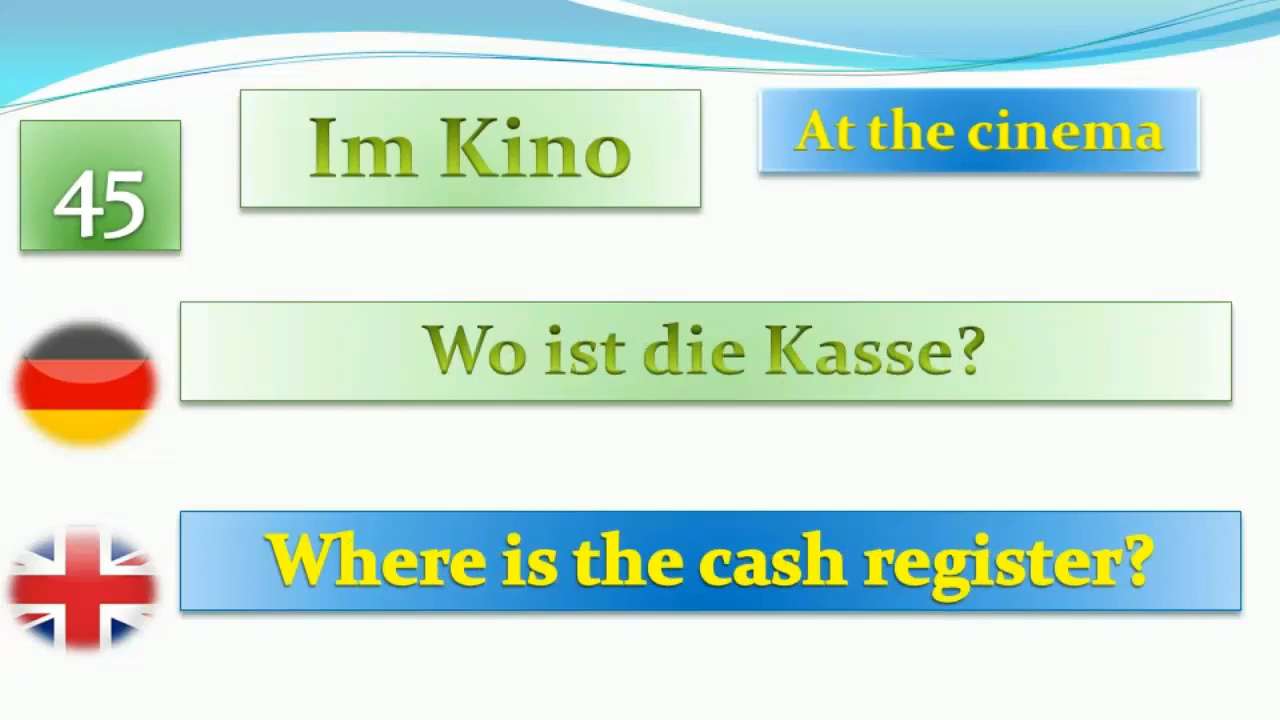 Im Kino
At the cinema
45
Wo ist die Kasse?
Where is the cash register?